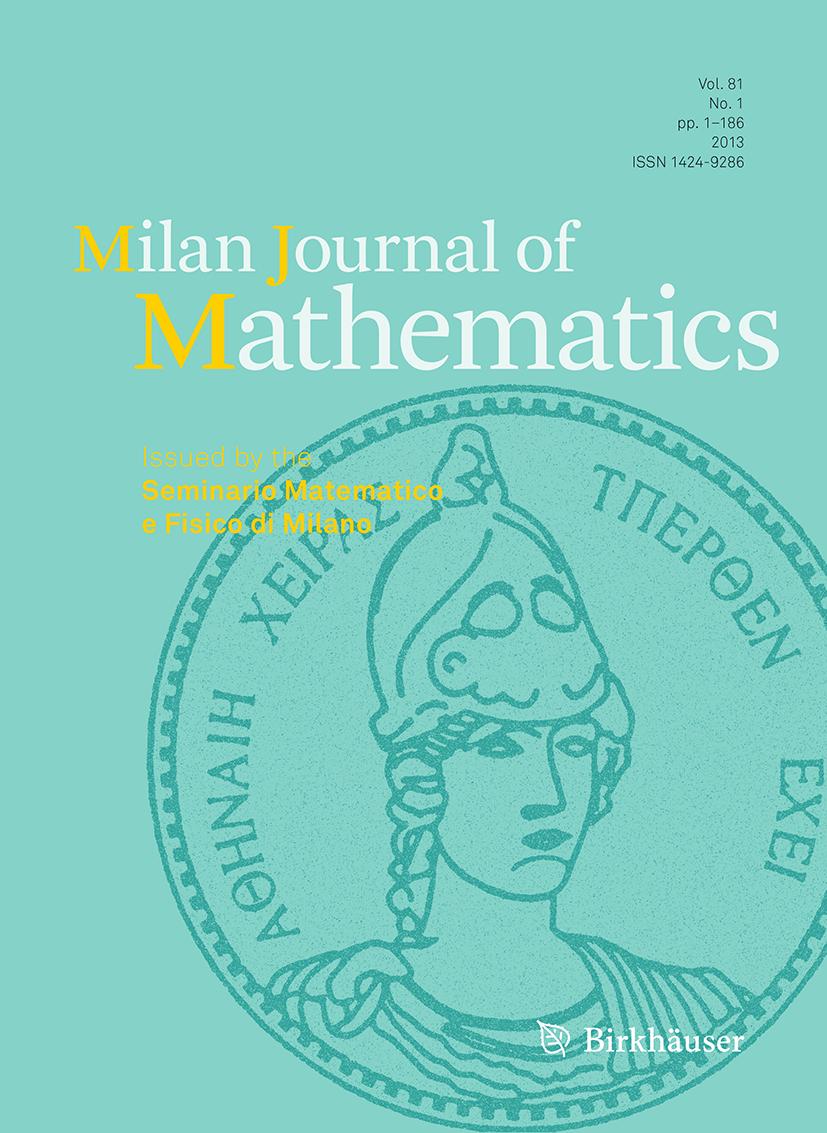 Vol. 81
No. 1
pp. 1–186
2013
ISSN 1424-9286
Milan Journal of
Mathematics
Issued by the
Seminario Matematico
e Fisico di Milano
ΑΘΗΝΑΙΗ ΧΕΙΡΑΣ ΤΠΕΡΘΕΝ ΕΧΕΙ
Birkhäuser